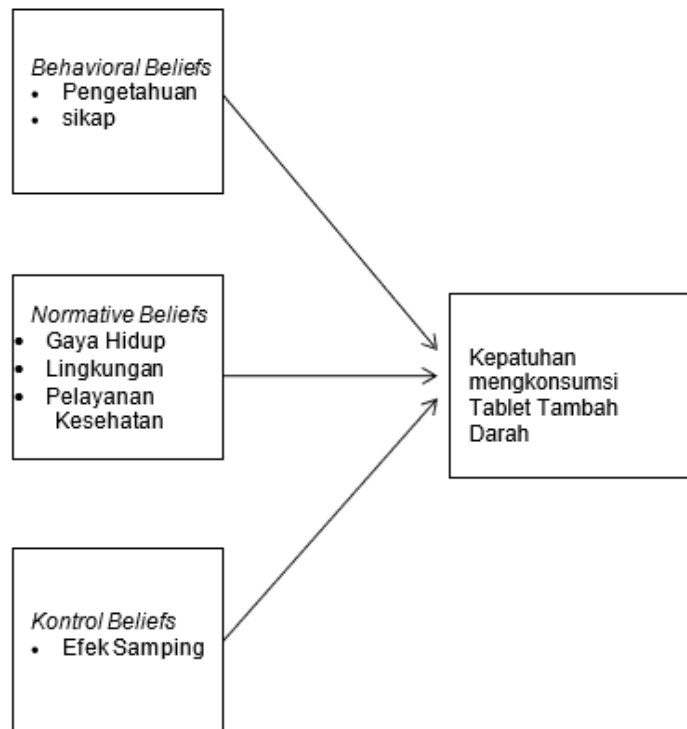 Behavioral Beliefs
• Pengetahuan
• sikap
Normative Beliefs
• Gaya Hidup
• Lingkungan
• Pelayanan
Kesehatan
Kontrol Beliefs
• Efek Samping
Kepatuhan
mengkonsumsi
Tablet Tambah
Darah